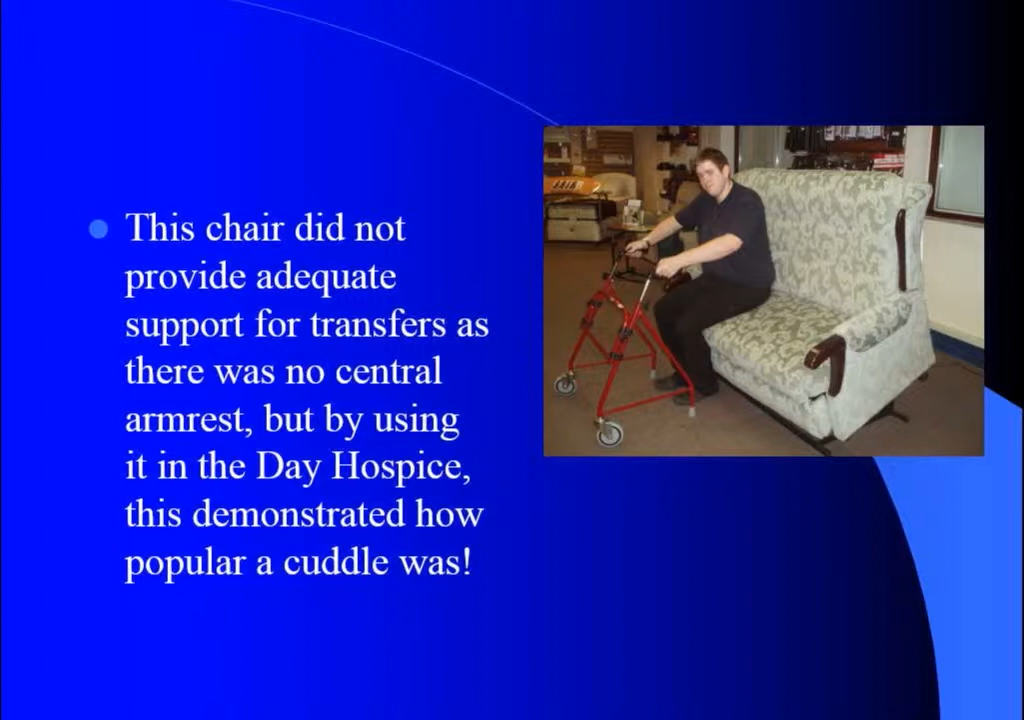 This chair did not
provide adequate
support for transfers as
there was no central
armrest, but by using
it in the Day Hospice,
this demonstrated how
popular a cuddle was!